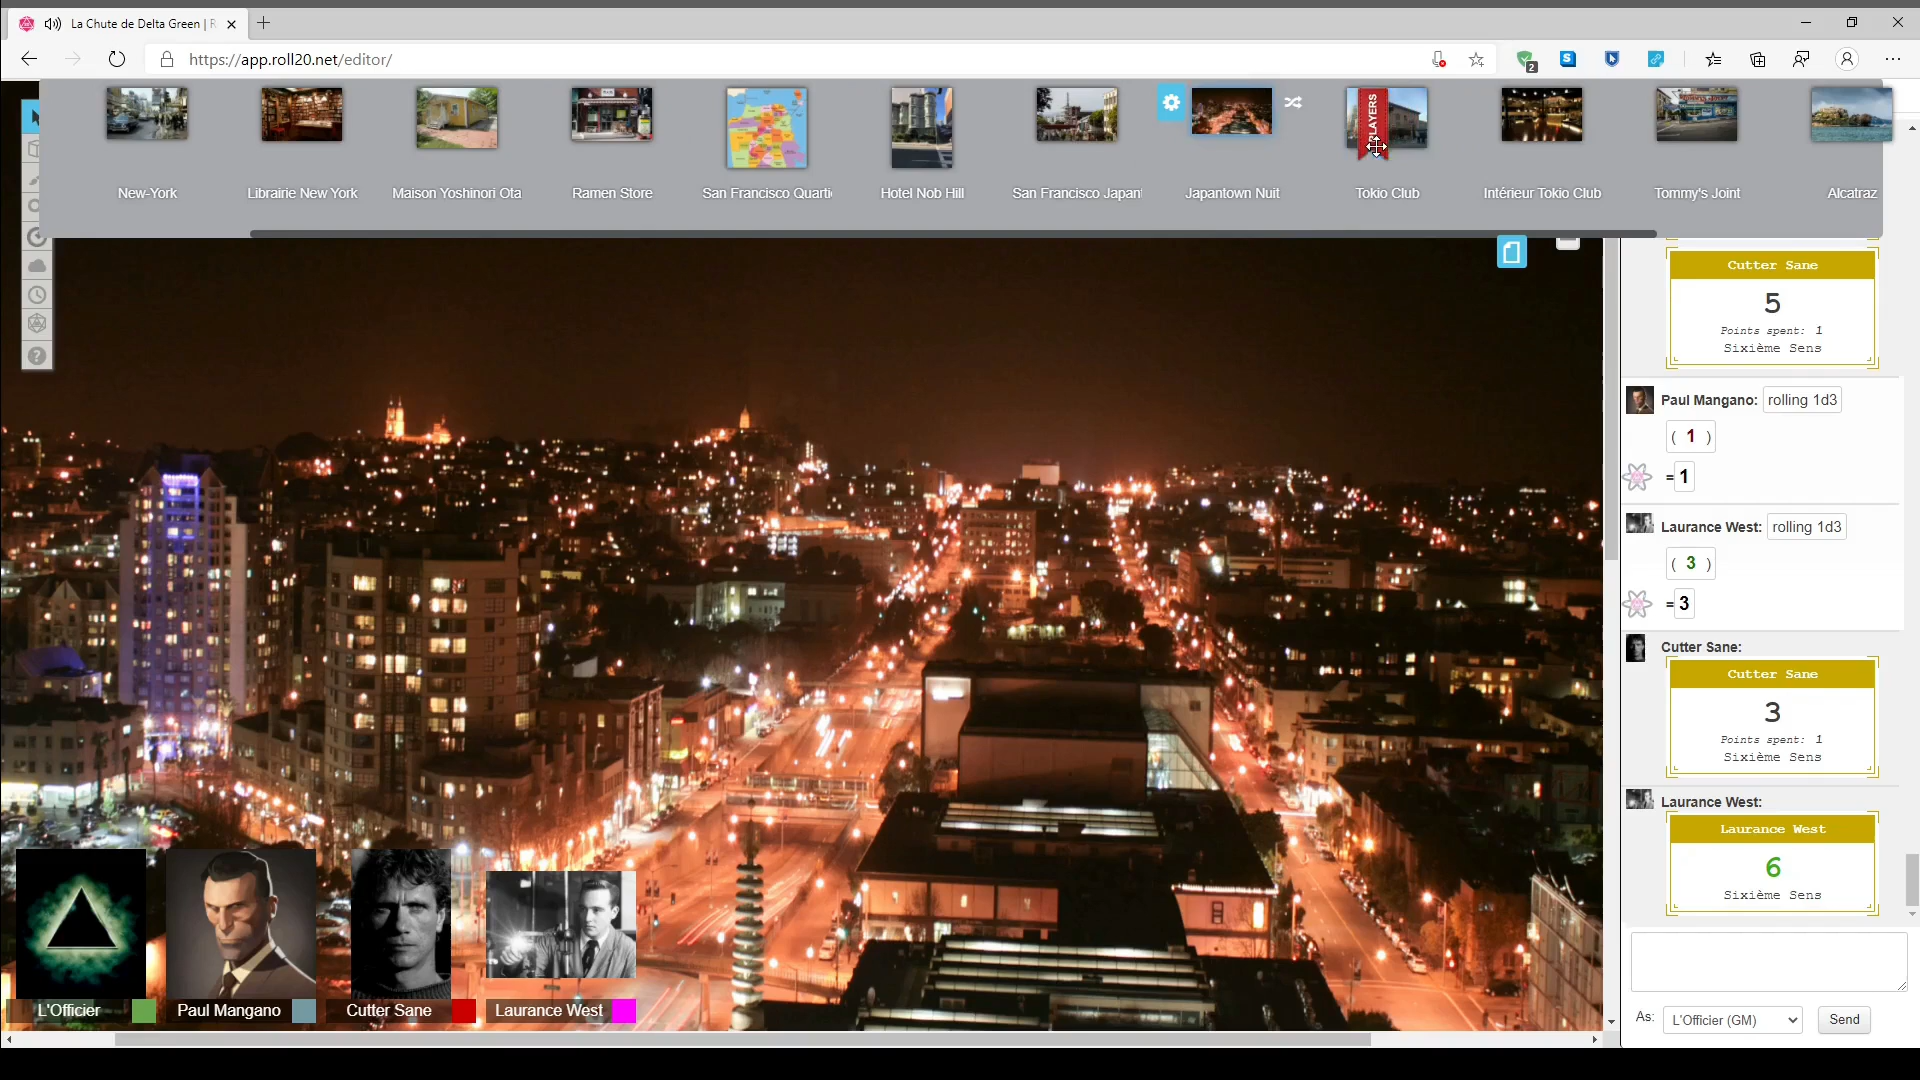 La Chute de Delta Green | R
https://app.roll20.net/editor/
2
New-York
Librairie New York
Maison Yoshinori Ota
Ramen Store
San Francisco Quarti
Hotel Nob Hill
San Francisco Japan
Japantown Nuit
PLAYERS
Tokio Club
Intérieur Tokio Club
Tommy's Joint
Alcatraz
Cutter Sane
5
Points spent: 1
Sixième Sens
Paul Mangano: rolling 1d3
( 1 )
=1
Laurance West: rolling 1d3
( 3 )
=3
Cutter Sane:
Cutter Sane
3
Points spent: 1
Sixième Sens
Laurance West:
Laurance West
6
Sixième Sens
As: L'Officier (GM) Send
L'Officier
Paul Mangano
Cutter Sane
Laurance West